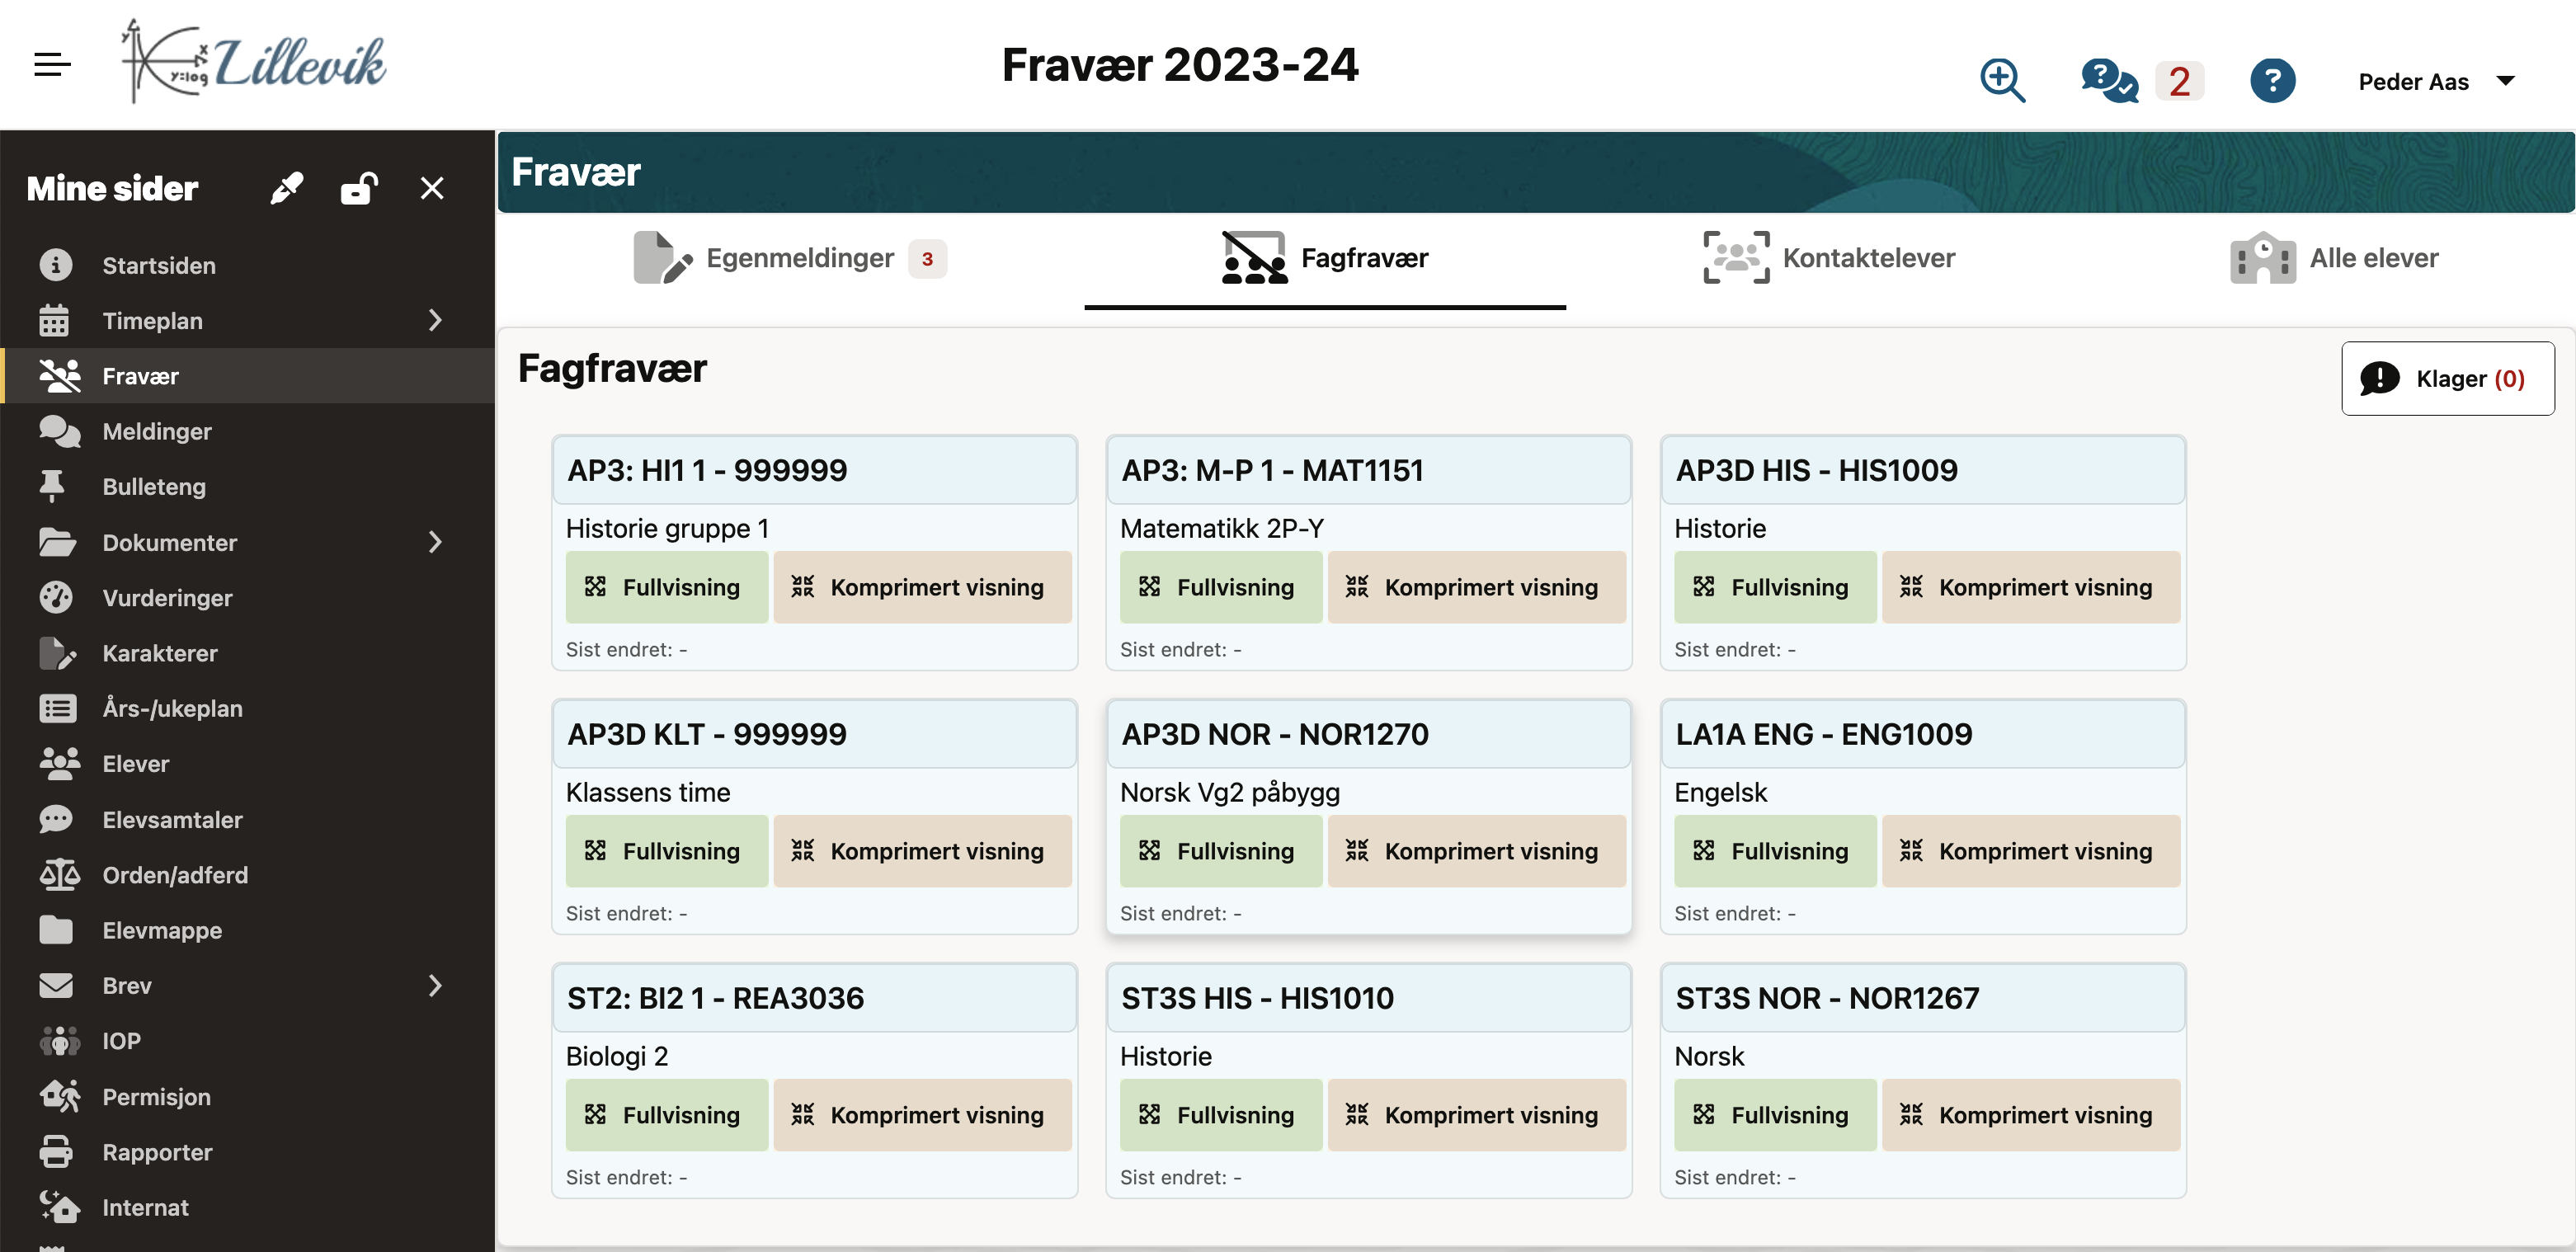 y=log
y
x
Lillevik
Fravær 2023-24
2
Peder Aas
Mine sider
Startsiden
Timeplan
Fravær
Meldinger
Bulleteng
Dokumenter
Vurderinger
Karakterer
Års-/ukeplan
Elever
Elevsamtaler
Orden/adferd
Elevmappe
Brev
IOP
Permisjon
Rapporter
Internat
Fravær
Egenmeldinger 3
Fagfravær
Kontaktelever
Alle elever
Fagfravær
Klager (0)
AP3: HI1 1 - 999999
Historie gruppe 1
Fullvisning Komprimert visning
Sist endret: -
AP3: M-P 1 - MAT1151
Matematikk 2P-Y
Fullvisning Komprimert visning
Sist endret: -
AP3D HIS - HIS1009
Historie
Fullvisning Komprimert visning
Sist endret: -
AP3D KLT - 999999
Klassens time
Fullvisning Komprimert visning
Sist endret: -
AP3D NOR - NOR1270
Norsk Vg2 påbygg
Fullvisning Komprimert visning
Sist endret: -
LA1A ENG - ENG1009
Engelsk
Fullvisning Komprimert visning
Sist endret: -
ST2: BI2 1 - REA3036
Biologi 2
Fullvisning Komprimert visning
Sist endret: -
ST3S HIS - HIS1010
Historie
Fullvisning Komprimert visning
Sist endret: -
ST3S NOR - NOR1267
Norsk
Fullvisning Komprimert visning
Sist endret: -